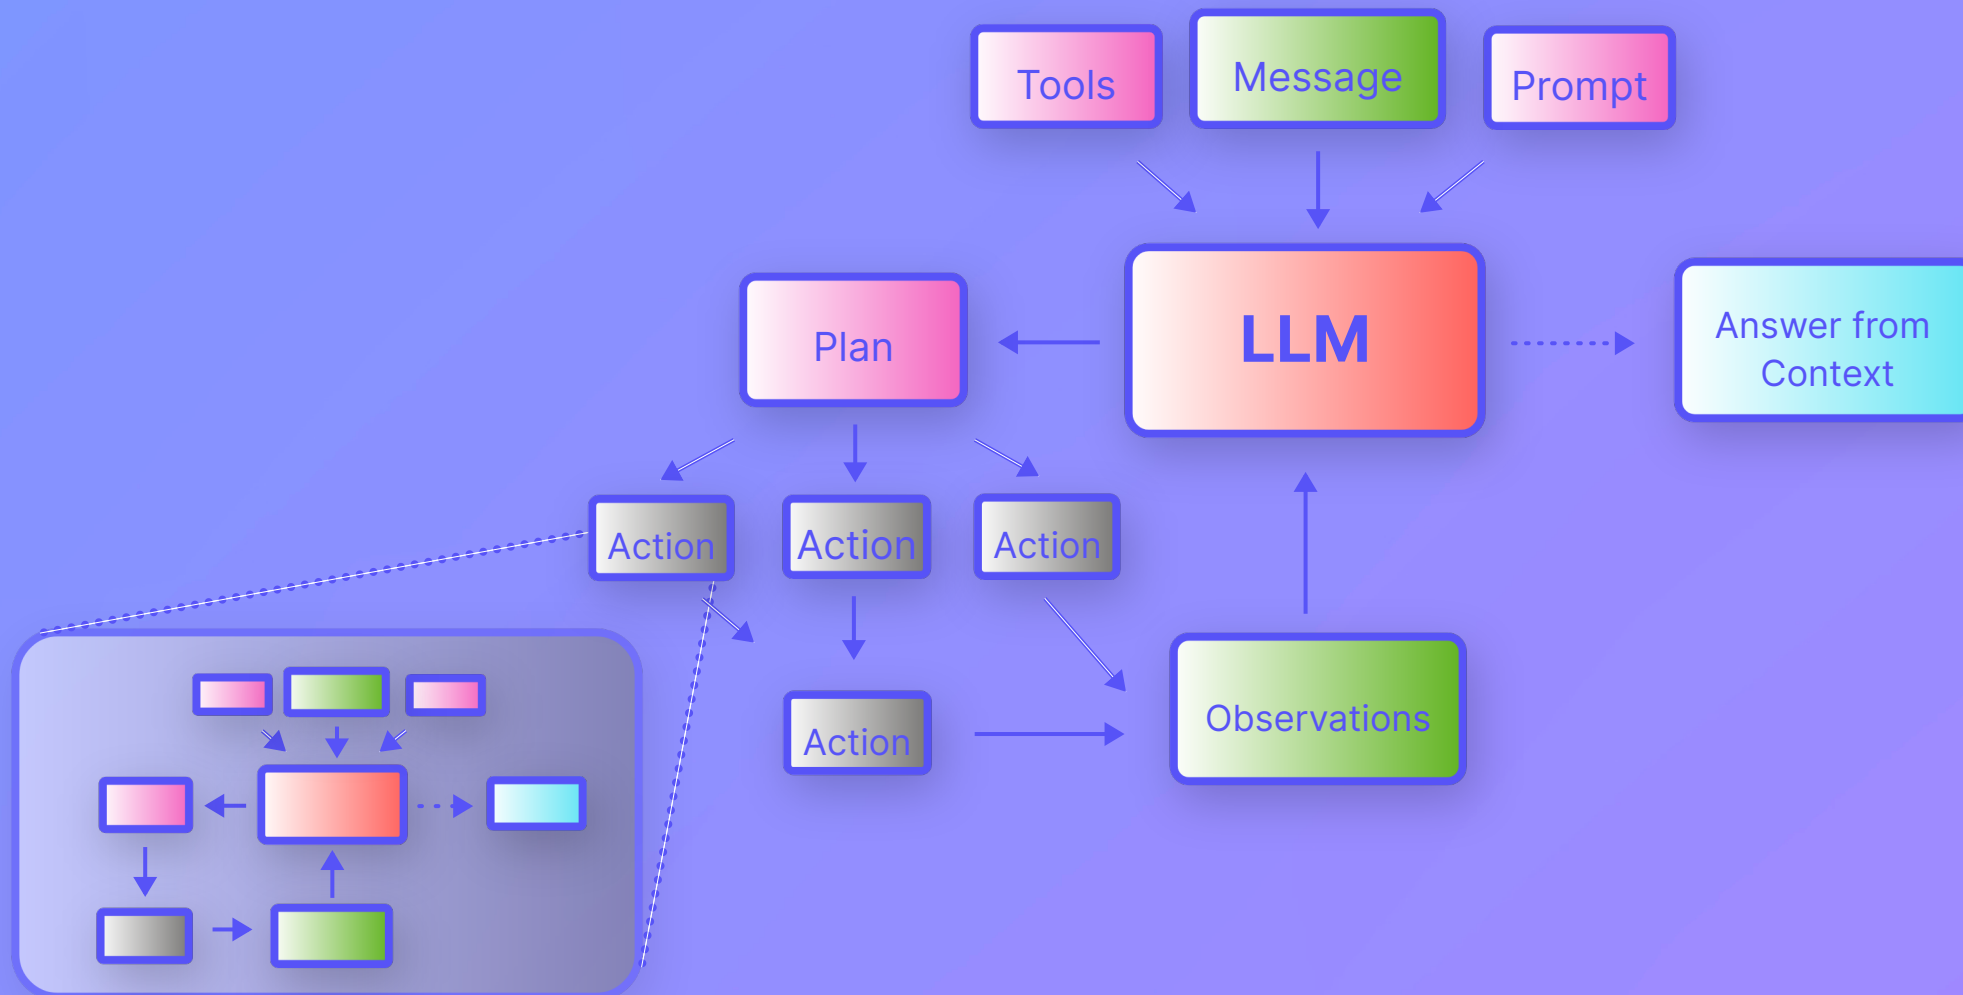 Tools
Message
Prompt
Plan
LLM
Answer from
Context
Action
Action
Action
Action
Observations